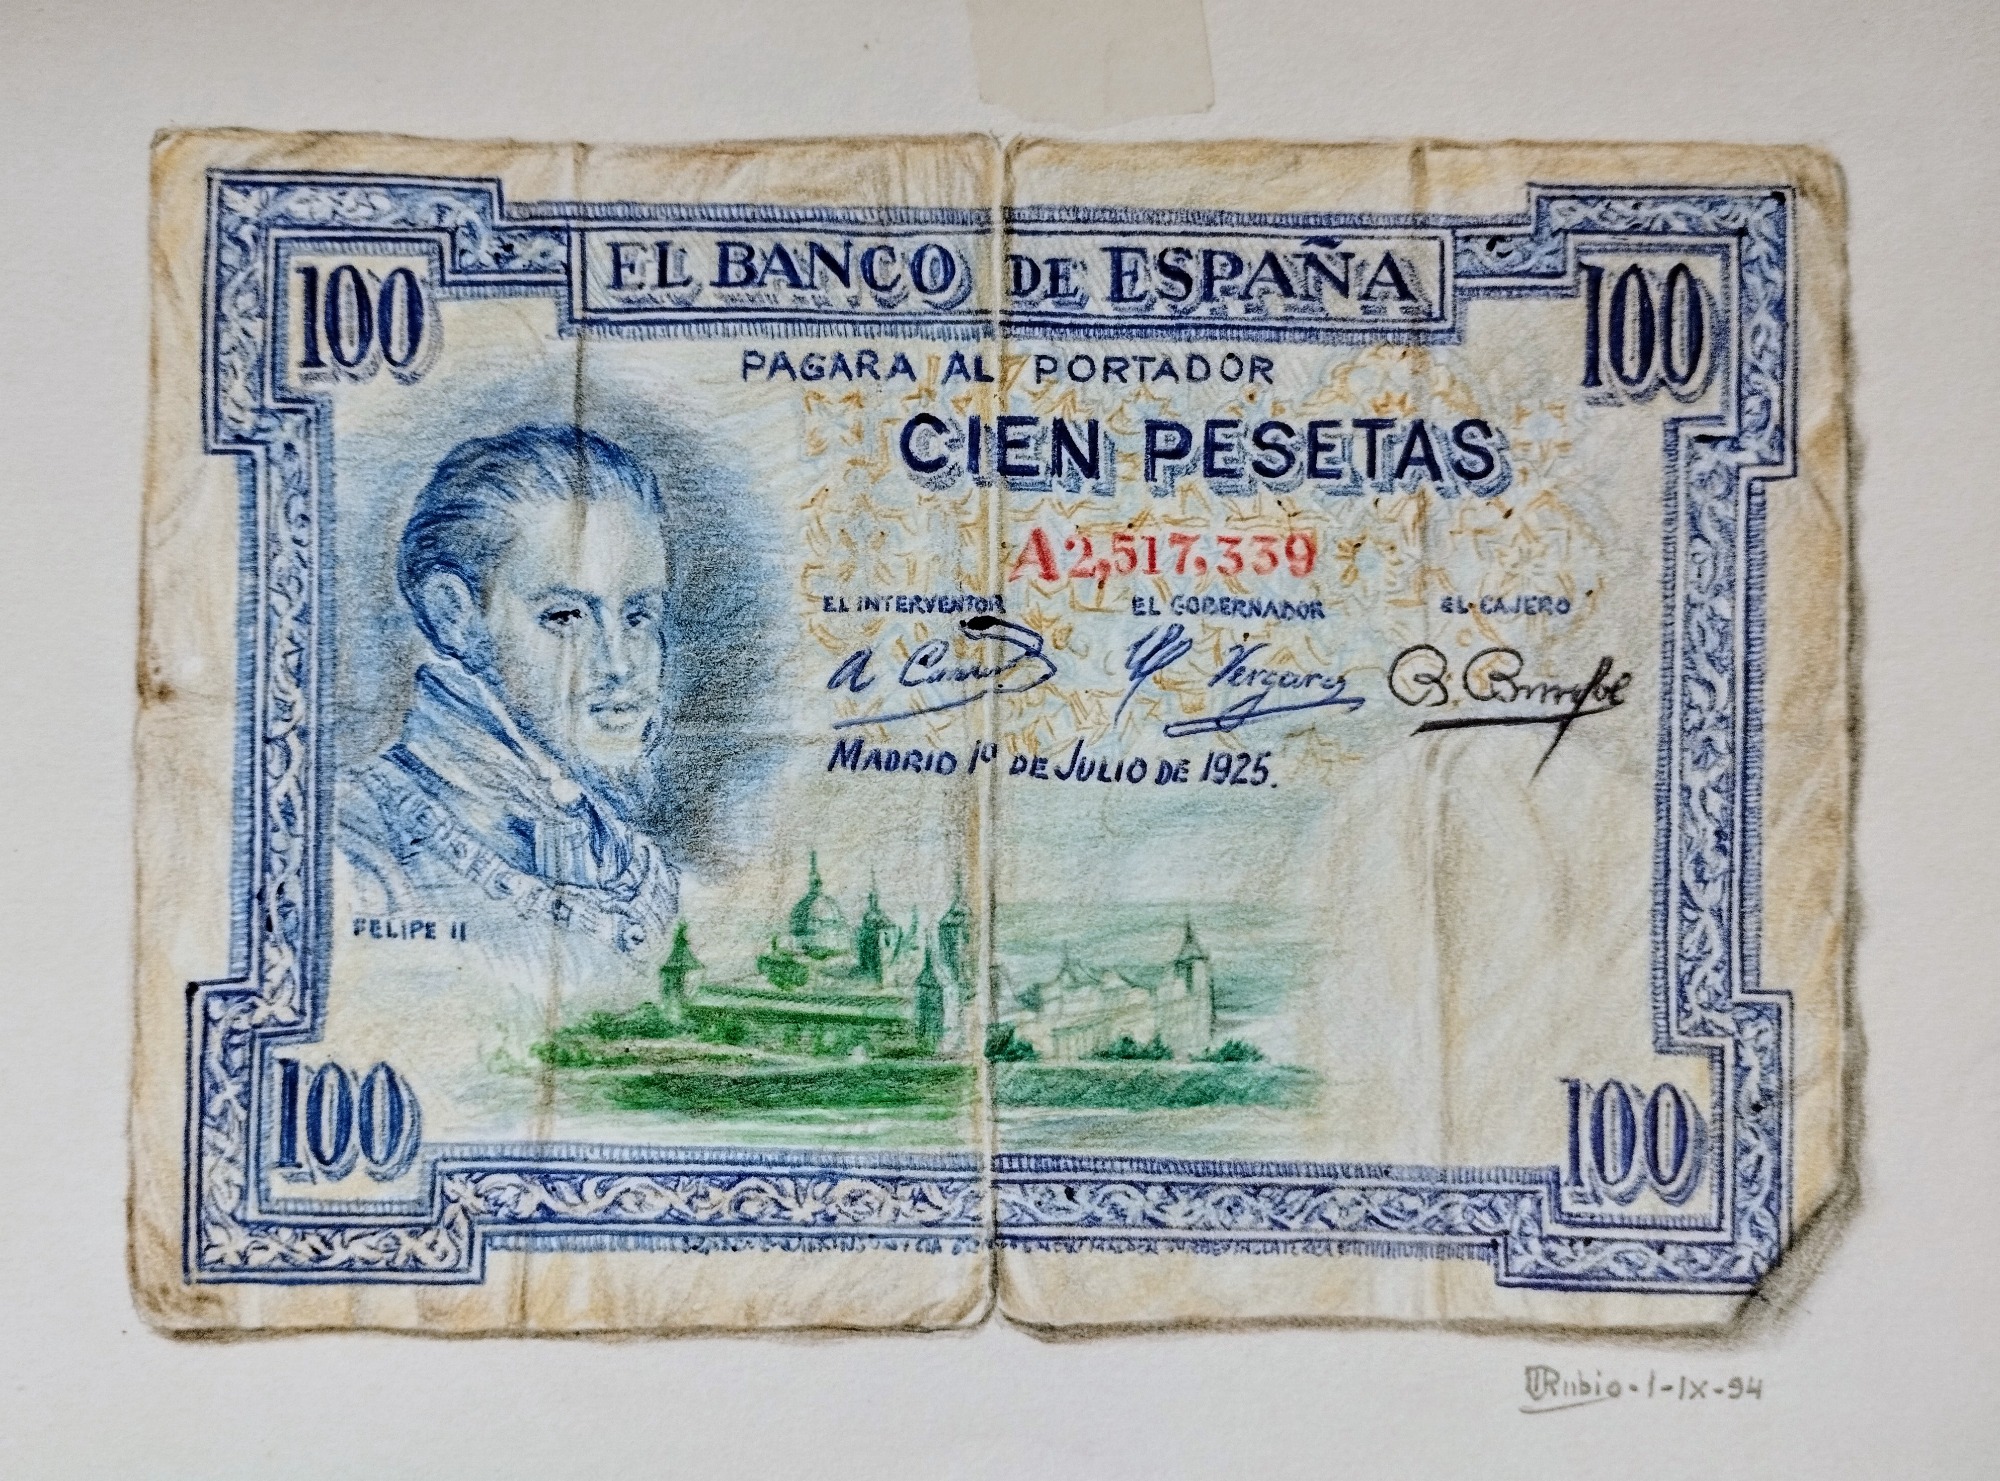 100
EL BANCO DE ESPAÑA
100
PAGARA AL PORTADOR
CIEN PESETAS
A2,517,339
EL INTERVENTOR EL GOBERNADOR EL CAJERO
A Vergara B.
MADRID 1º DE JULIO DE 1925.
FELIPE II
100
100
Rubio-1-IX-94